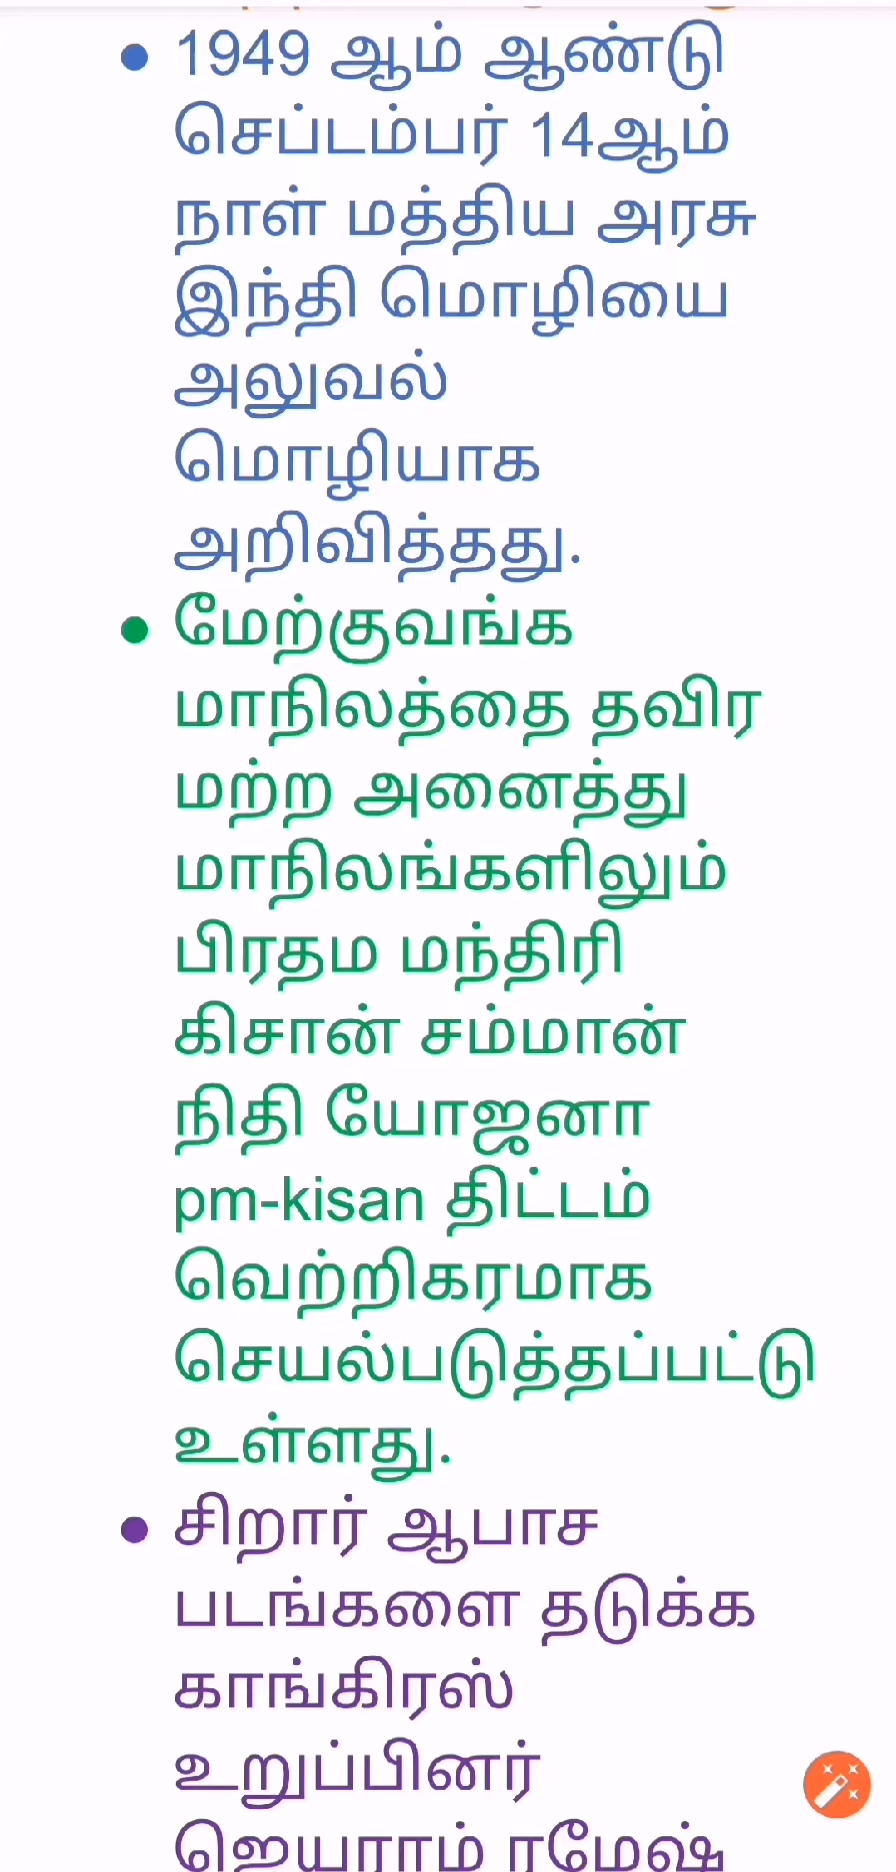 • 1949 ஆம் ஆண்டு
செப்டம்பர் 14ஆம்
நாள் மத்திய அரசு
இந்தி மொழியை
அலுவல்
மொழியாக
அறிவித்தது.
• மேற்குவங்க
மாநிலத்தை தவிர
மற்ற அனைத்து
மாநிலங்களிலும்
பிரதம மந்திரி
கிசான் சம்மான்
நிதி யோஜனா
pm-kisan திட்டம்
வெற்றிகரமாக
செயல்படுத்தப்பட்டு
உள்ளது.
• சிறார் ஆபாச
படங்களை தடுக்க
காங்கிரஸ்
உறுப்பினர்
ஜெயராம் ரமேஷ்